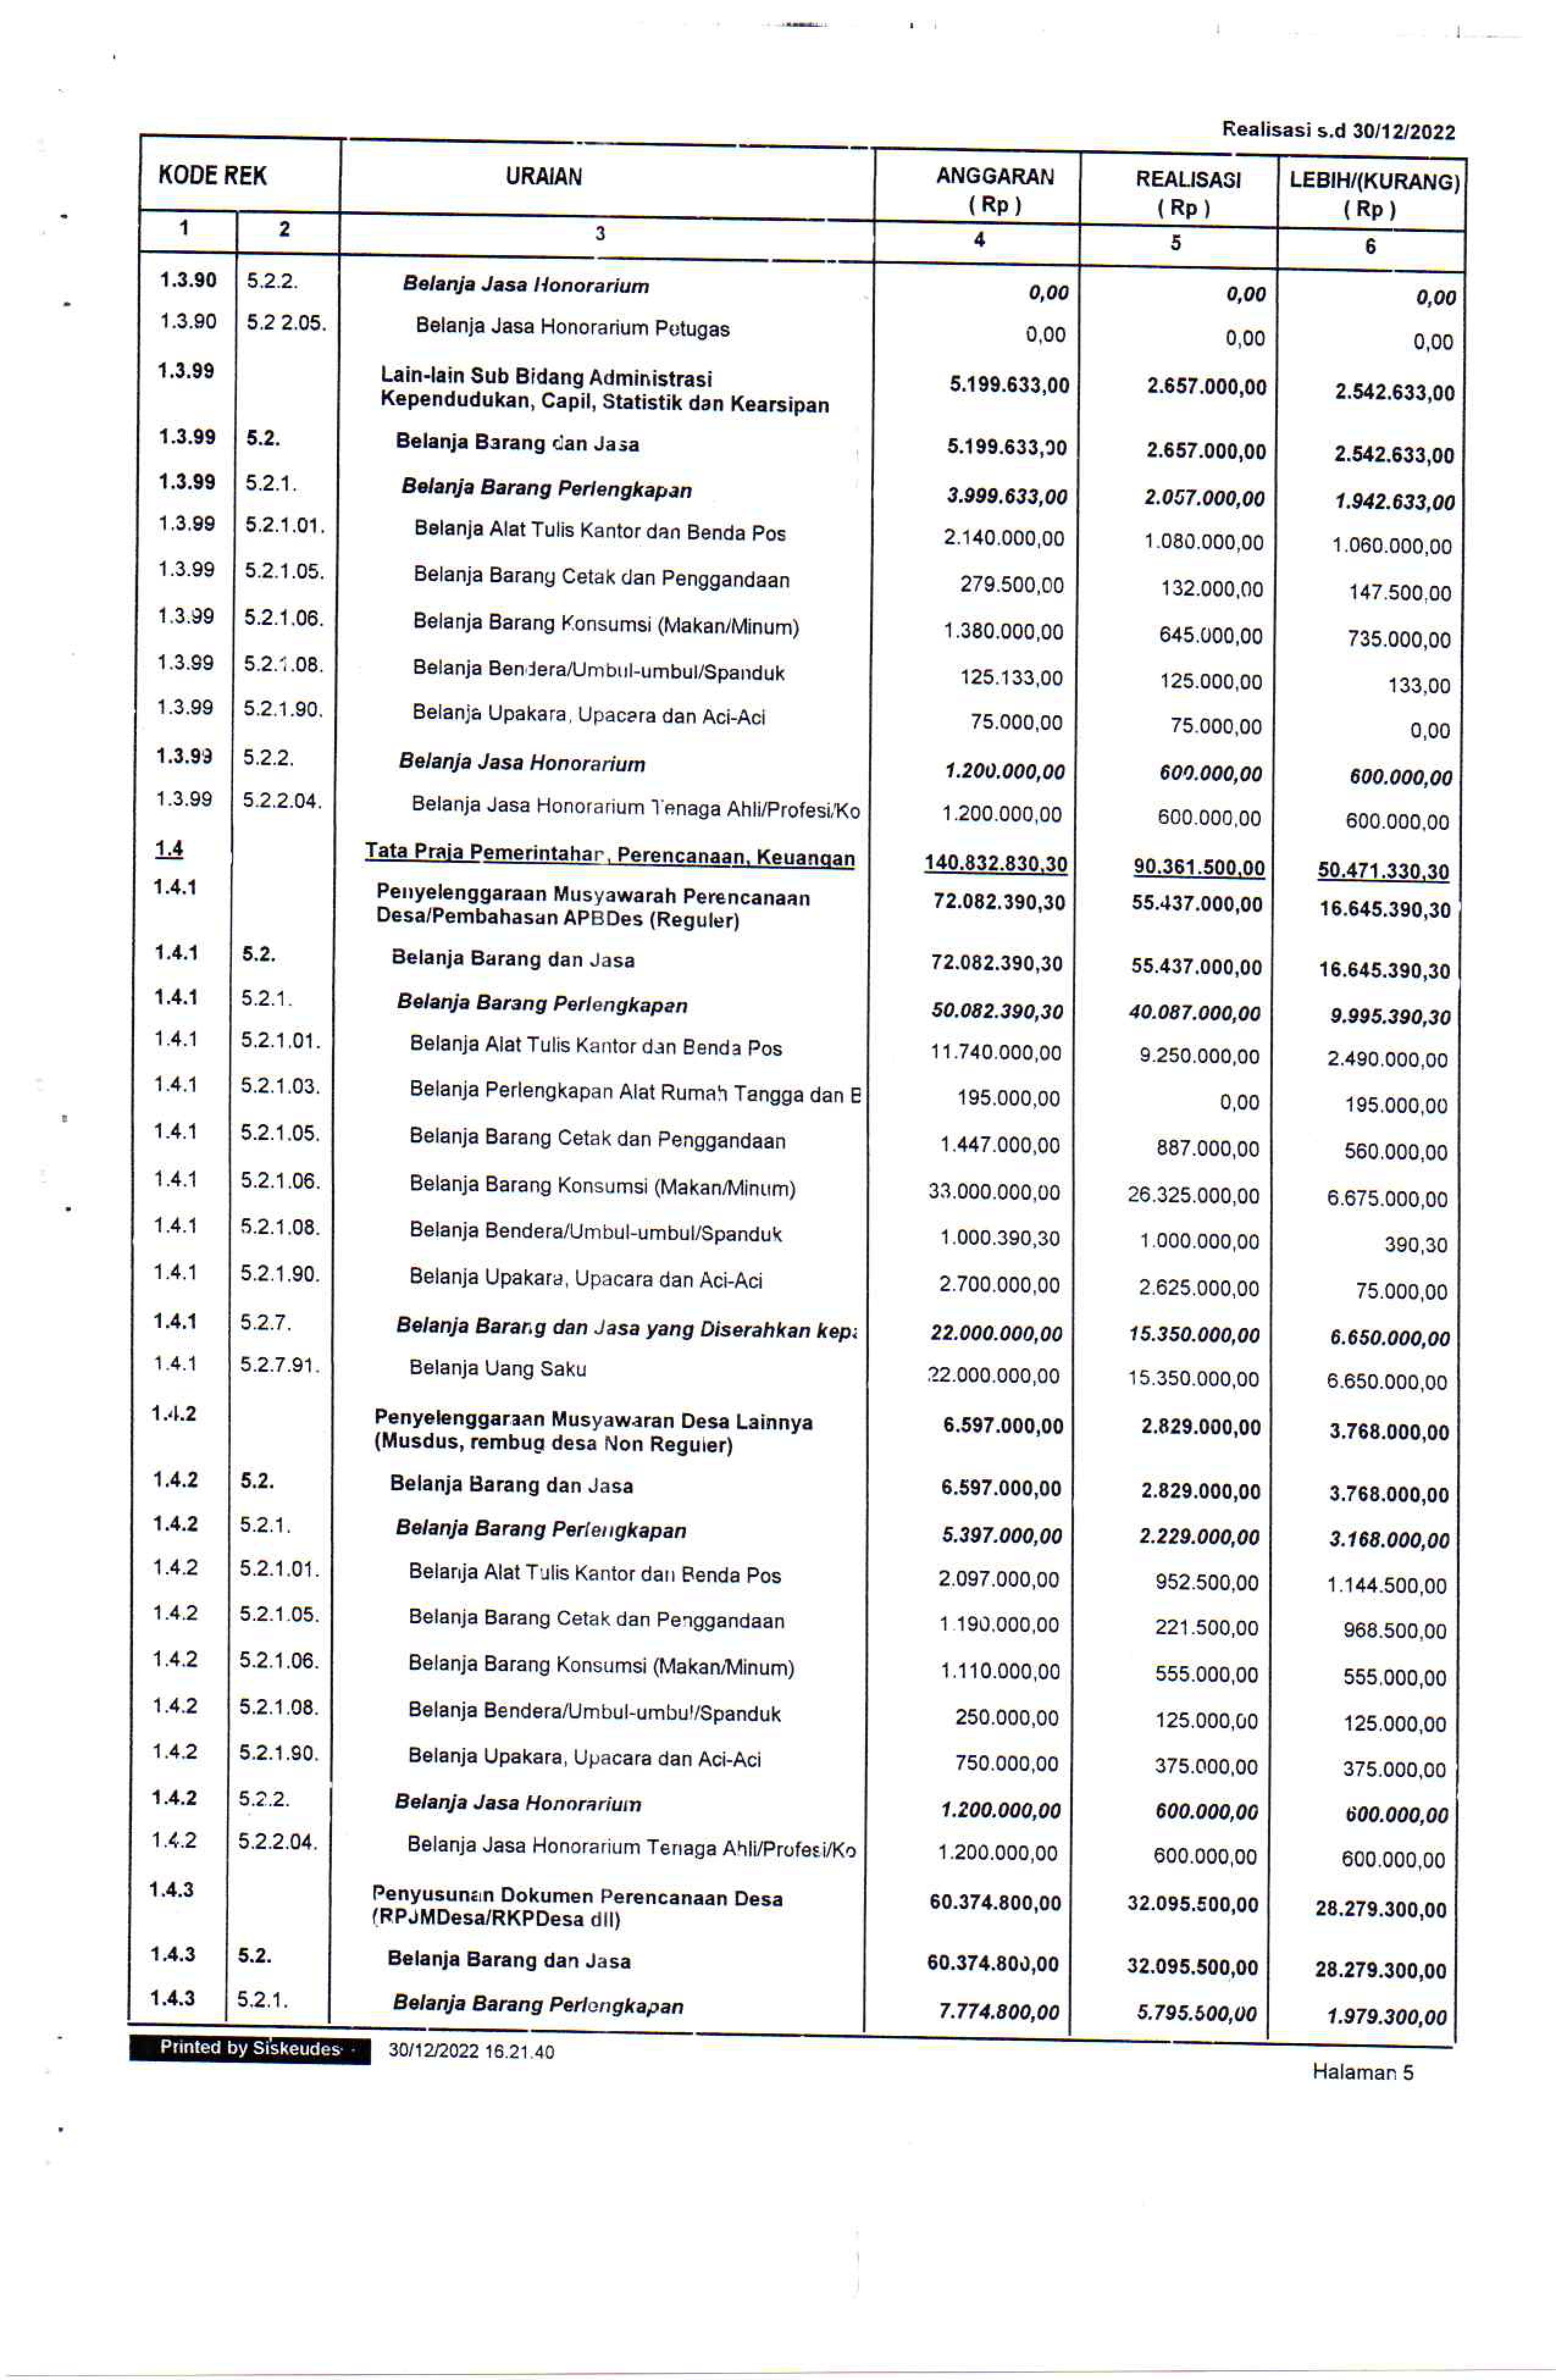 Realisasi s.d 30/12/2022
KODE REK URAIAN ANGGARAN REALISASI LEBIH/(KURANG)
( Rp ) ( Rp ) ( Rp )
1 2 3 4 5 6
1.3.90 5.2.2. Belanja Jasa Honorarium 0,00 0,00 0,00
1.3.90 5.2 2.05. Belanja Jasa Honorarium Petugas 0,00 0,00 0,00
1.3.99 Lain-lain Sub Bidang Administrasi 5.199.633,00 2.657.000,00 2.542.633,00
Kependudukan, Capil, Statistik dan Kearsipan
1.3.99 5.2. Belanja Barang dan Jasa 5.199.633,00 2.657.000,00 2.542.633,00
1.3.99 5.2.1. Belanja Barang Perlengkapan 3.999.633,00 2.057.000,00 1.942.633,00
1.3.99 5.2.1.01. Belanja Alat Tulis Kantor dan Benda Pos 2.140.000,00 1.080.000,00 1.060.000,00
1.3.99 5.2.1.05. Belanja Barang Cetak dan Penggandaan 279.500,00 132.000,00 147.500,00
1.3.99 5.2.1.06. Belanja Barang Konsumsi (Makan/Minum) 1.380.000,00 645.000,00 735.000,00
1.3.99 5.2.1.08. Belanja Bendera/Umbul-umbul/Spanduk 125.133,00 125.000,00 133,00
1.3.99 5.2.1.90. Belanja Upakara, Upacara dan Aci-Aci 75.000,00 75.000,00 0,00
1.3.99 5.2.2. Belanja Jasa Honorarium 1.200.000,00 600.000,00 600.000,00
1.3.99 5.2.2.04. Belanja Jasa Honorarium Tenaga Ahli/Profesi/Ko 1.200.000,00 600.000,00 600.000,00
1.4 Tata Praja Pemerintahan, Perencanaan, Keuangan 140.832.830,30 90.361.500,00 50.471.330,30
1.4.1 Penyelenggaraan Musyawarah Perencanaan 72.082.390,30 55.437.000,00 16.645.390,30
Desa/Pembahasan APBDes (Reguler)
1.4.1 5.2. Belanja Barang dan Jasa 72.082.390,30 55.437.000,00 16.645.390,30
1.4.1 5.2.1. Belanja Barang Perlengkapan 50.082.390,30 40.087.000,00 9.995.390,30
1.4.1 5.2.1.01. Belanja Alat Tulis Kantor dan Benda Pos 11.740.000,00 9.250.000,00 2.490.000,00
1.4.1 5.2.1.03. Belanja Perlengkapan Alat Rumah Tangga dan B 195.000,00 0,00 195.000,00
1.4.1 5.2.1.05. Belanja Barang Cetak dan Penggandaan 1.447.000,00 887.000,00 560.000,00
1.4.1 5.2.1.06. Belanja Barang Konsumsi (Makan/Minum) 33.000.000,00 26.325.000,00 6.675.000,00
1.4.1 5.2.1.08. Belanja Bendera/Umbul-umbul/Spanduk 1.000.390,30 1.000.000,00 390,30
1.4.1 5.2.1.90. Belanja Upakara, Upacara dan Aci-Aci 2.700.000,00 2.625.000,00 75.000,00
1.4.1 5.2.7. Belanja Barang dan Jasa yang Diserahkan kepa 22.000.000,00 15.350.000,00 6.650.000,00
1.4.1 5.2.7.91. Belanja Uang Saku 22.000.000,00 15.350.000,00 6.650.000,00
1.4.2 Penyelenggaraan Musyawaran Desa Lainnya 6.597.000,00 2.829.000,00 3.768.000,00
(Musdus, rembug desa Non Reguler)
1.4.2 5.2. Belanja Barang dan Jasa 6.597.000,00 2.829.000,00 3.768.000,00
1.4.2 5.2.1. Belanja Barang Perlengkapan 5.397.000,00 2.229.000,00 3.168.000,00
1.4.2 5.2.1.01. Belanja Alat Tulis Kantor dan Benda Pos 2.097.000,00 952.500,00 1.144.500,00
1.4.2 5.2.1.05. Belanja Barang Cetak dan Penggandaan 1.190.000,00 221.500,00 968.500,00
1.4.2 5.2.1.06. Belanja Barang Konsumsi (Makan/Minum) 1.110.000,00 555.000,00 555.000,00
1.4.2 5.2.1.08. Belanja Bendera/Umbul-umbul/Spanduk 250.000,00 125.000,00 125.000,00
1.4.2 5.2.1.90. Belanja Upakara, Upacara dan Aci-Aci 750.000,00 375.000,00 375.000,00
1.4.2 5.2.2. Belanja Jasa Honorarium 1.200.000,00 600.000,00 600.000,00
1.4.2 5.2.2.04. Belanja Jasa Honorarium Tenaga Ahli/Profesi/Ko 1.200.000,00 600.000,00 600.000,00
1.4.3 Penyusunan Dokumen Perencanaan Desa 60.374.800,00 32.095.500,00 28.279.300,00
(RPJMDesa/RKPDesa dll)
1.4.3 5.2. Belanja Barang dan Jasa 60.374.800,00 32.095.500,00 28.279.300,00
1.4.3 5.2.1. Belanja Barang Perlengkapan 7.774.800,00 5.795.500,00 1.979.300,00
Printed by Siskeudes 30/12/2022 16.21.40
Halaman 5